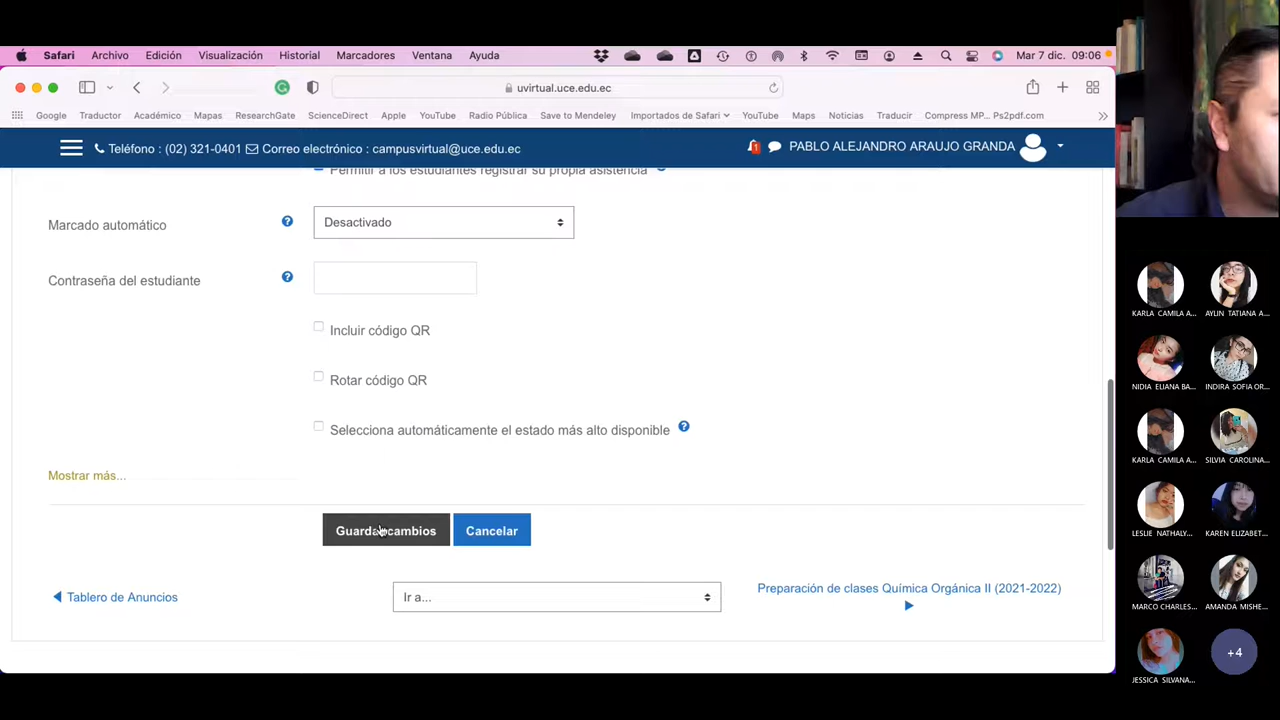 Safari Archivo Edición Visualización Historial Marcadores Ventana Ayuda Mar 7 dic. 09:06
uvirtual.uce.edu.ec
Google Traductor Académico Mapas ResearchGate ScienceDirect Apple YouTube Radio Pública Save to Mendeley Importados de Safari YouTube Maps Noticias Traducir Compress MP... Ps2pdf.com
Teléfono : (02) 321-0401 Correo electrónico : campusvirtual@uce.edu.ec 1 PABLO ALEJANDRO ARAUJO GRANDA
Permitir a los estudiantes registrar su propia asistencia
Marcado automático Desactivado
Contraseña del estudiante
Incluir código QR
Rotar código QR
Selecciona automáticamente el estado más alto disponible
Mostrar más...
Guardar cambios Cancelar
Tablero de Anuncios Ir a... Preparación de clases Química Orgánica II (2021-2022)
KARLA CAMILA A... AYLIN TATIANA A...
NIDIA ELIANA BA... INDIRA SOFIA OR...
KARLA CAMILA A... SILVIA CAROLINA...
LESLIE NATHALY... KAREN ELIZABET...
MARCO CHARLES... AMANDA MISHE...
JESSICA SILVANA... +4